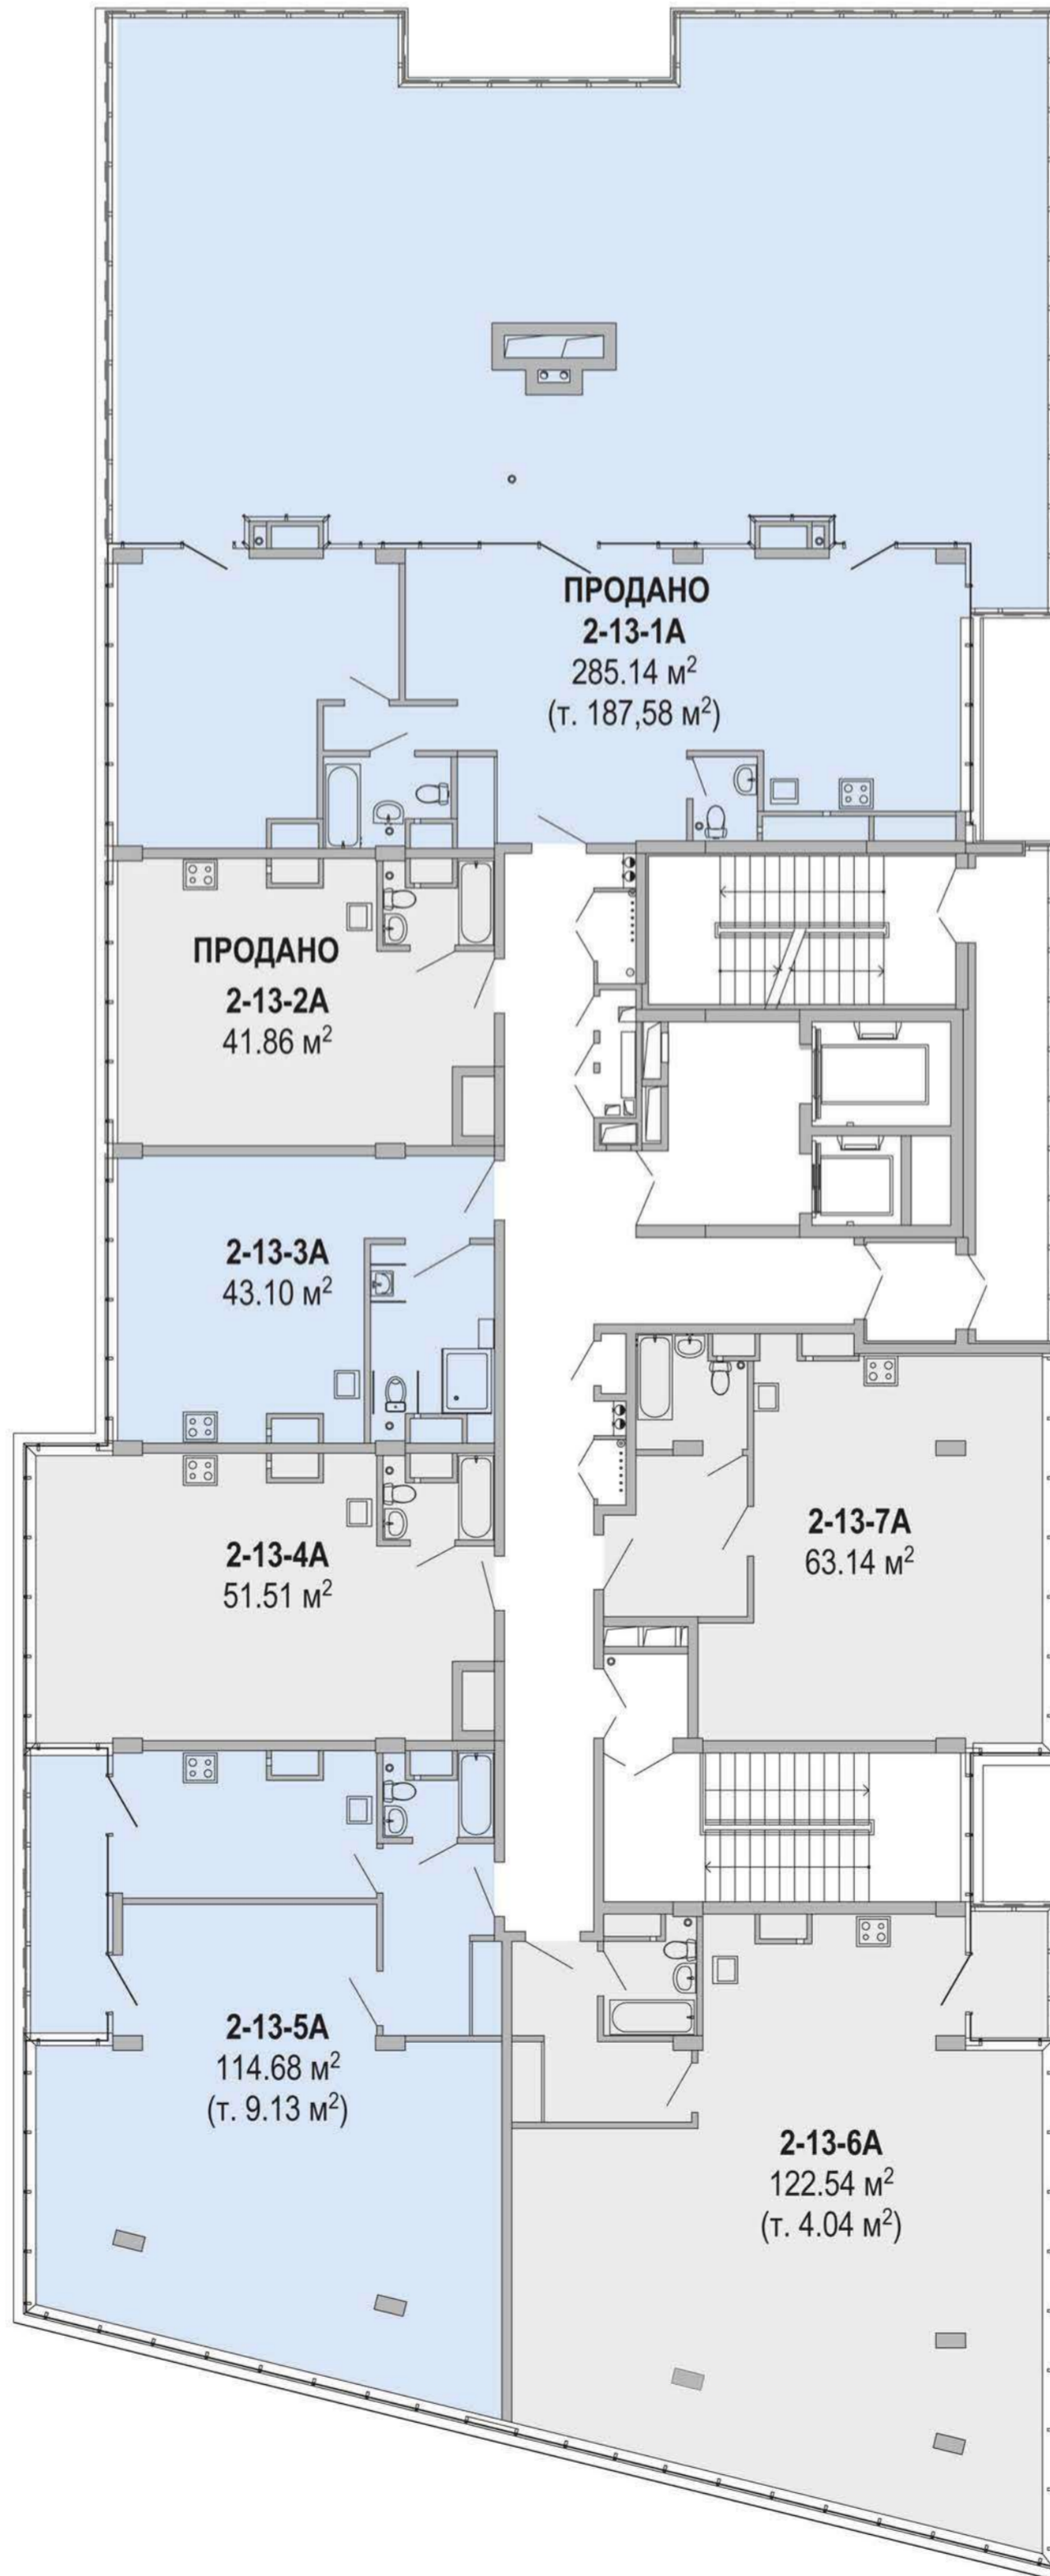 ПРОДАНО
2-13-1А
285.14 м²
(т. 187,58 м²)
ПРОДАНО
2-13-2А
41.86 м²
2-13-3А
43.10 м²
2-13-4А
51.51 м²
2-13-7А
63.14 м²
2-13-5А
114.68 м²
(т. 9.13 м²)
2-13-6А
122.54 м²
(т. 4.04 м²)